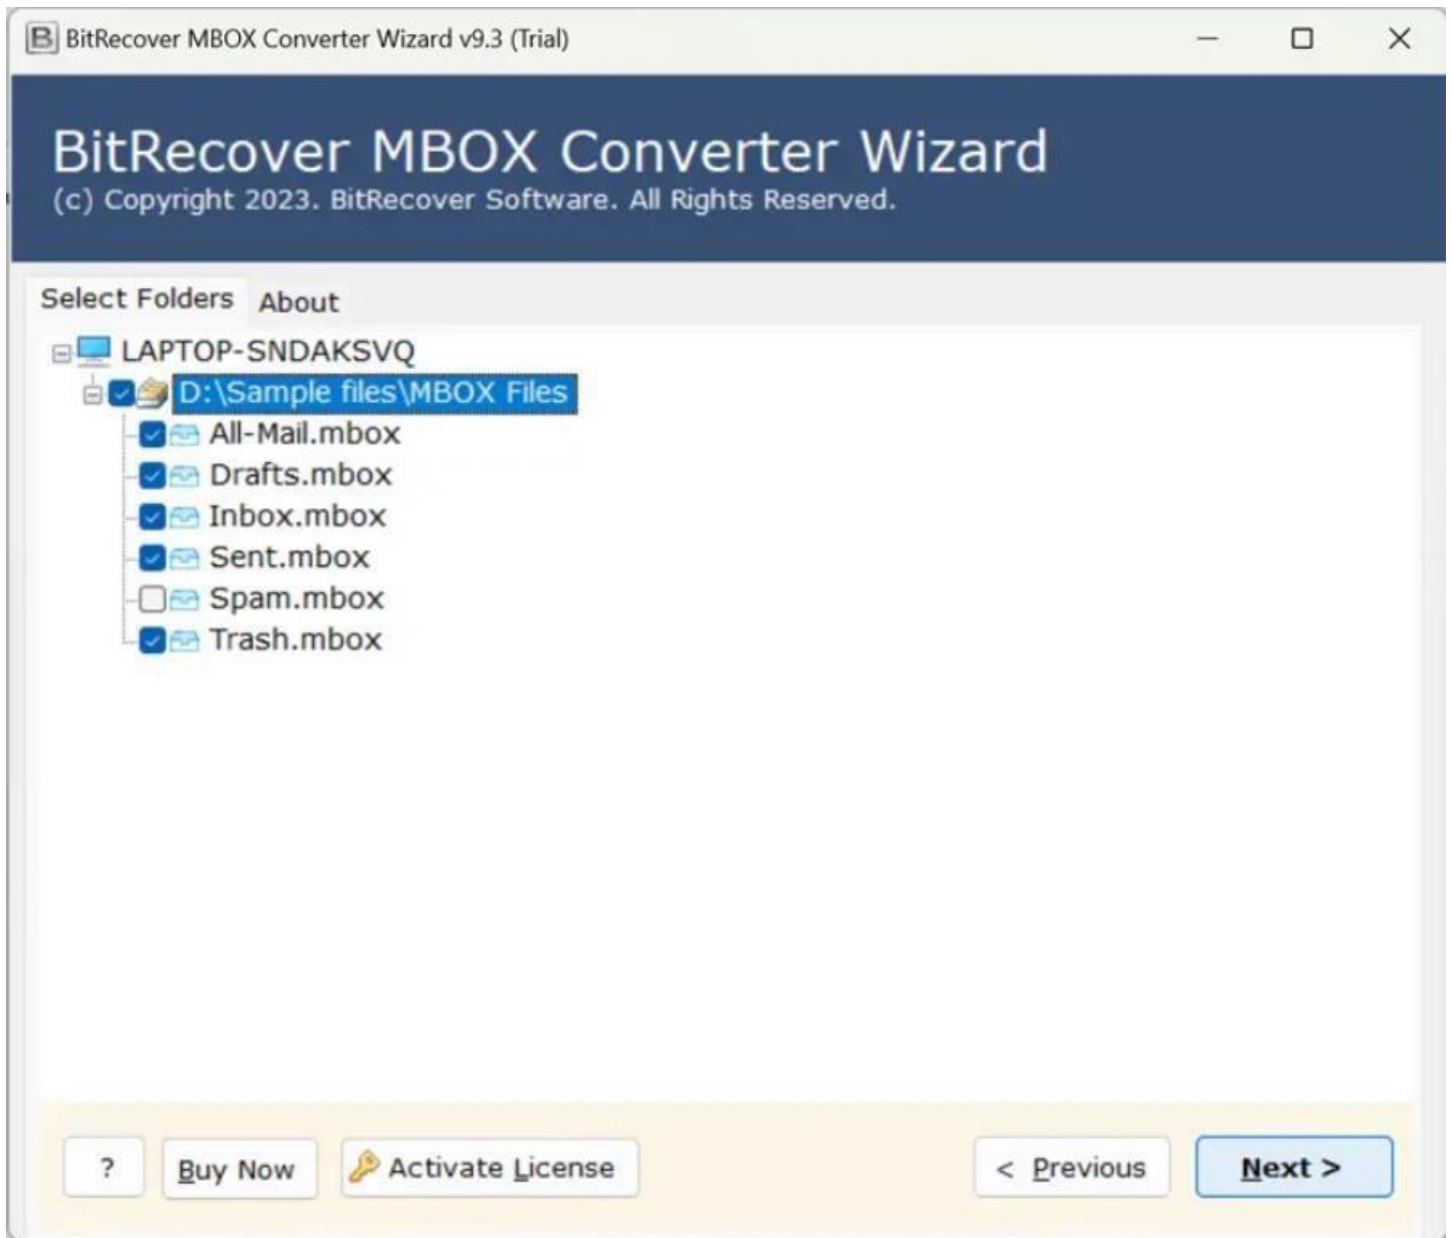 BitRecover MBOX Converter Wizard v9.3 (Trial)
BitRecover MBOX Converter Wizard
(c) Copyright 2023. BitRecover Software. All Rights Reserved.
Select Folders About
LAPTOP-SNDAKSVQ
D:\Sample files\MBOX Files
All-Mail.mbox
Drafts.mbox
Inbox.mbox
Sent.mbox
Spam.mbox
Trash.mbox
? Buy Now Activate License < Previous Next >